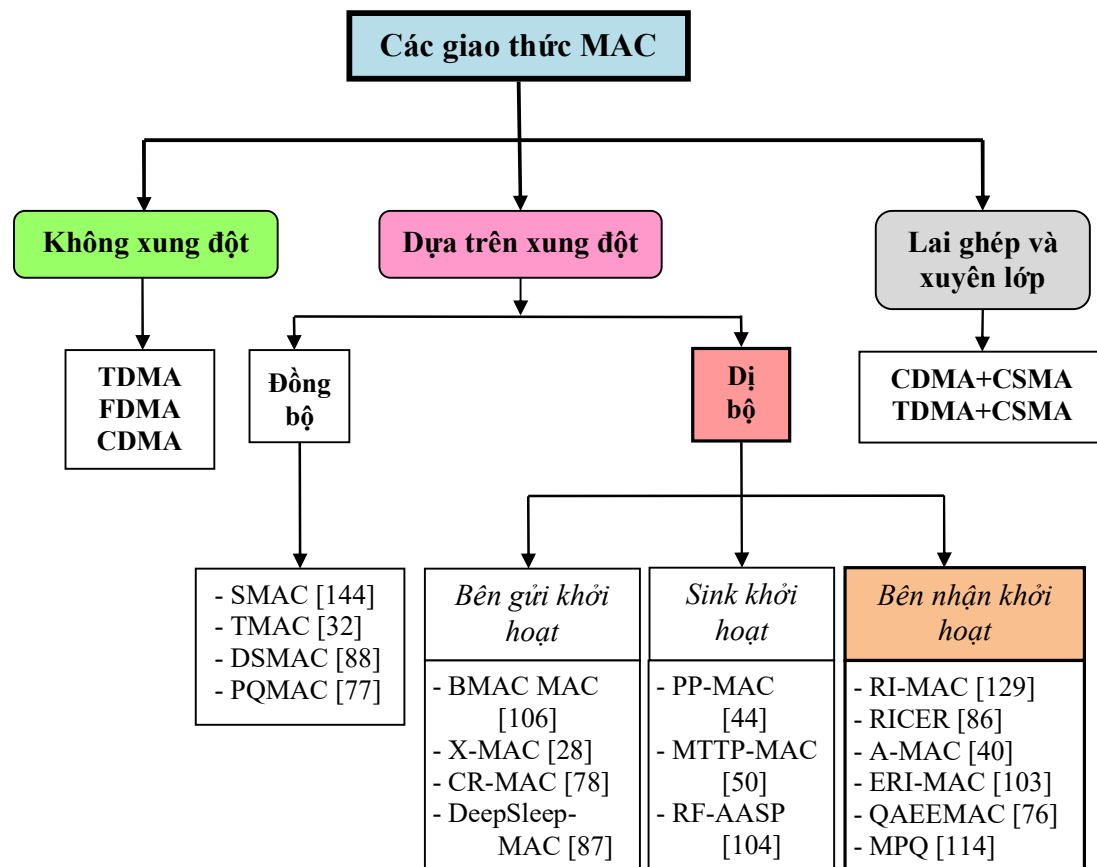 Các giao thức MAC
Không xung đột
Dựa trên xung đột
Lai ghép và
xuyên lớp
TDMA
FDMA
CDMA
Đồng
bộ
Dị
bộ
CDMA+CSMA
TDMA+CSMA
- SMAC [144]
- TMAC [32]
- DSMAC [88]
- PQMAC [77]
Bên gửi khởi
hoạt
- BMAC MAC
[106]
- X-MAC [28]
- CR-MAC [78]
- DeepSleep-
MAC [87]
Sink khởi
hoạt
- PP-MAC
[44]
- MTTP-MAC
[50]
- RF-AASP
[104]
Bên nhận khởi
hoạt
- RI-MAC [129]
- RICER [86]
- A-MAC [40]
- ERI-MAC [103]
- QAEEMAC [76]
- MPQ [114]